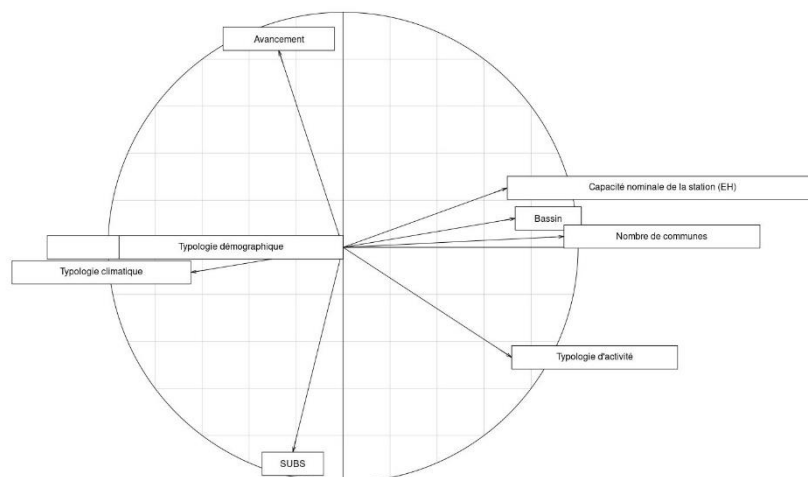 Avancement
Capacité nominale de la station (EH)
Bassin
Nombre de communes
Typologie démographique
Typologie climatique
Typologie d'activité
SUBS